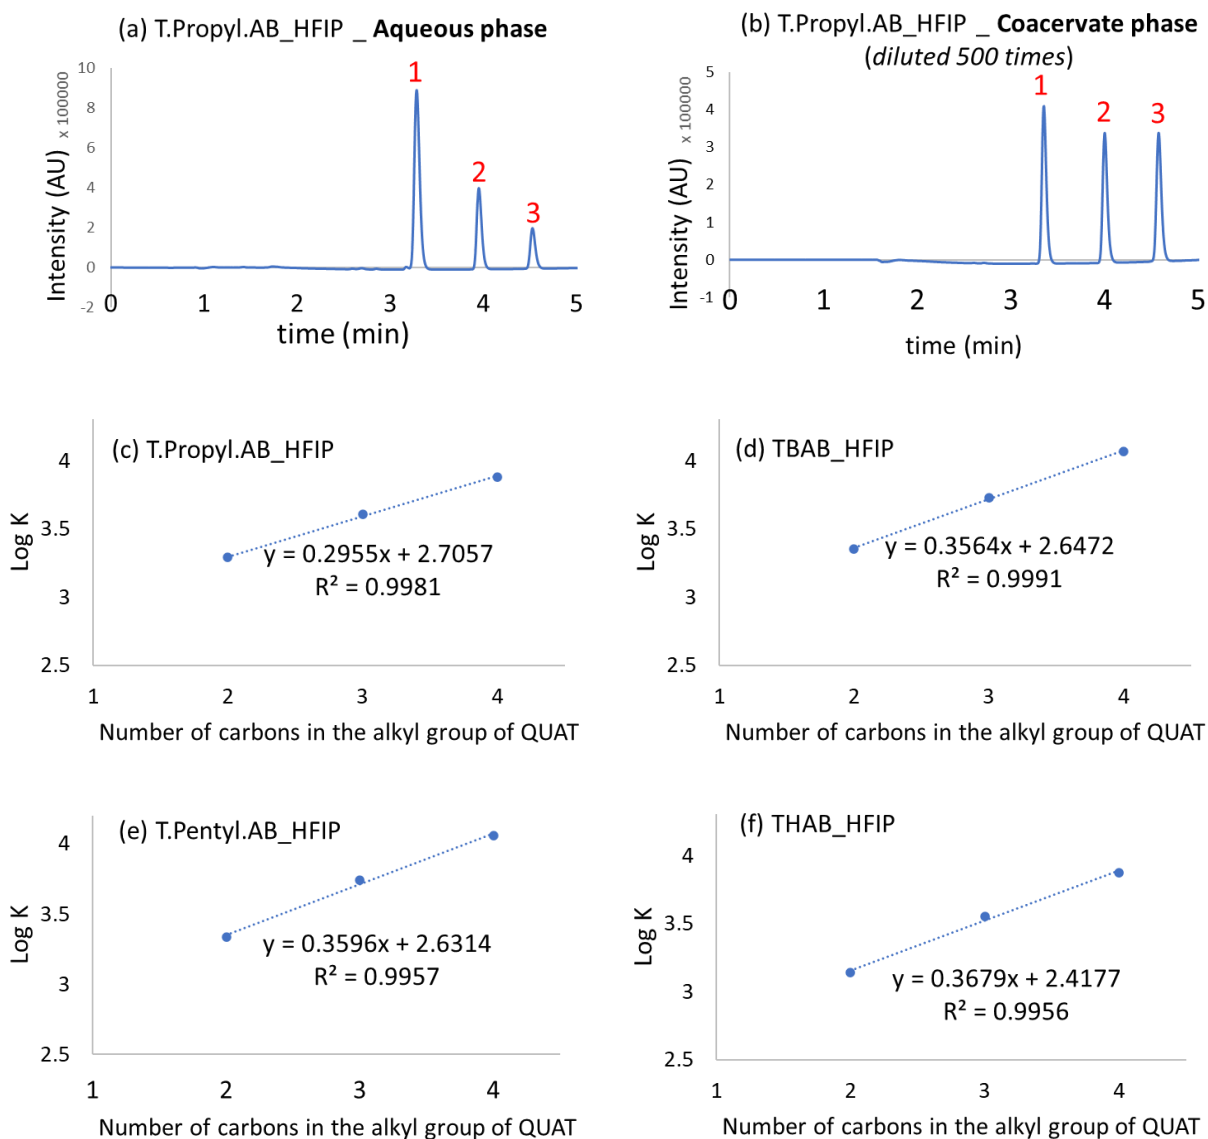 (a) T.Propyl.AB_HFIP _ Aqueous phase
10
8
6
4
2
0
-2
x 100000
Intensity (AU)
1
2
3
0 1 2 3 4 5
time (min)
(b) T.Propyl.AB_HFIP _ Coacervate phase
(diluted 500 times)
5
4
3
2
1
0
-1
x 100000
Intensity (AU)
1
2
3
0 1 2 3 4 5
time (min)
(c) T.Propyl.AB_HFIP
4
3.5
3
2.5
Log K
y = 0.2955x + 2.7057
R² = 0.9981
1 2 3 4
Number of carbons in the alkyl group of QUAT
(d) TBAB_HFIP
4
3.5
3
2.5
Log K
y = 0.3564x + 2.6472
R² = 0.9991
1 2 3 4
Number of carbons in the alkyl group of QUAT
(e) T.Pentyl.AB_HFIP
4
3.5
3
2.5
Log K
y = 0.3596x + 2.6314
R² = 0.9957
1 2 3 4
Number of carbons in the alkyl group of QUAT
(f) THAB_HFIP
4
3.5
3
2.5
Log K
y = 0.3679x + 2.4177
R² = 0.9956
1 2 3 4
Number of carbons in the alkyl group of QUAT